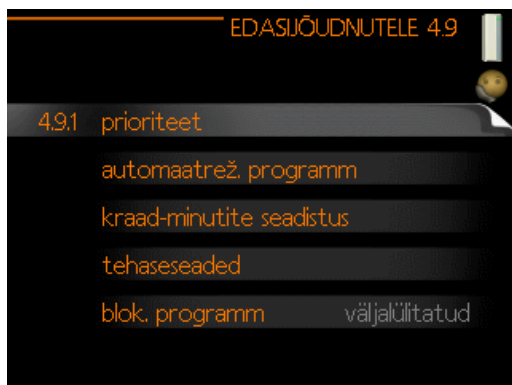 EDASIJÕUDNUTELE 4.9
4.9.1 prioriteet
automaatrež. programm
kraad-minutite seadistus
tehaseseaded
blok. programm väljalülitatud